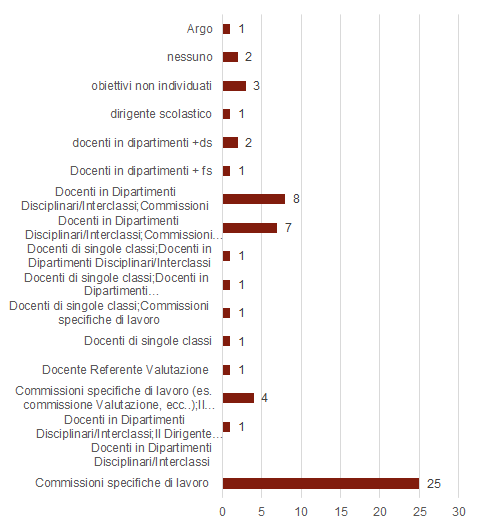 Argo 1
nessuno 2
obiettivi non individuati 3
dirigente scolastico 1
docenti in dipartimenti +ds 2
Docenti in dipartimenti + fs 1
Docenti in Dipartimenti
Disciplinari/Interclassi;Commissioni 8
Docenti in Dipartimenti
Disciplinari/Interclassi;Commissioni... 7
Docenti di singole classi;Docenti in
Dipartimenti Disciplinari/Interclassi 1
Docenti di singole classi;Docenti in
Dipartimenti... 1
Docenti di singole classi;Commissioni
specifiche di lavoro 1
Docenti di singole classi 1
Docente Referente Valutazione 1
Commissioni specifiche di lavoro (es.
commissione Valutazione, ecc..);Il... 4
Docenti in Dipartimenti
Disciplinari/Interclassi;Il Dirigente... 1
Docenti in Dipartimenti
Disciplinari/Interclassi
Commissioni specifiche di lavoro 25
0 5 10 15 20 25 30